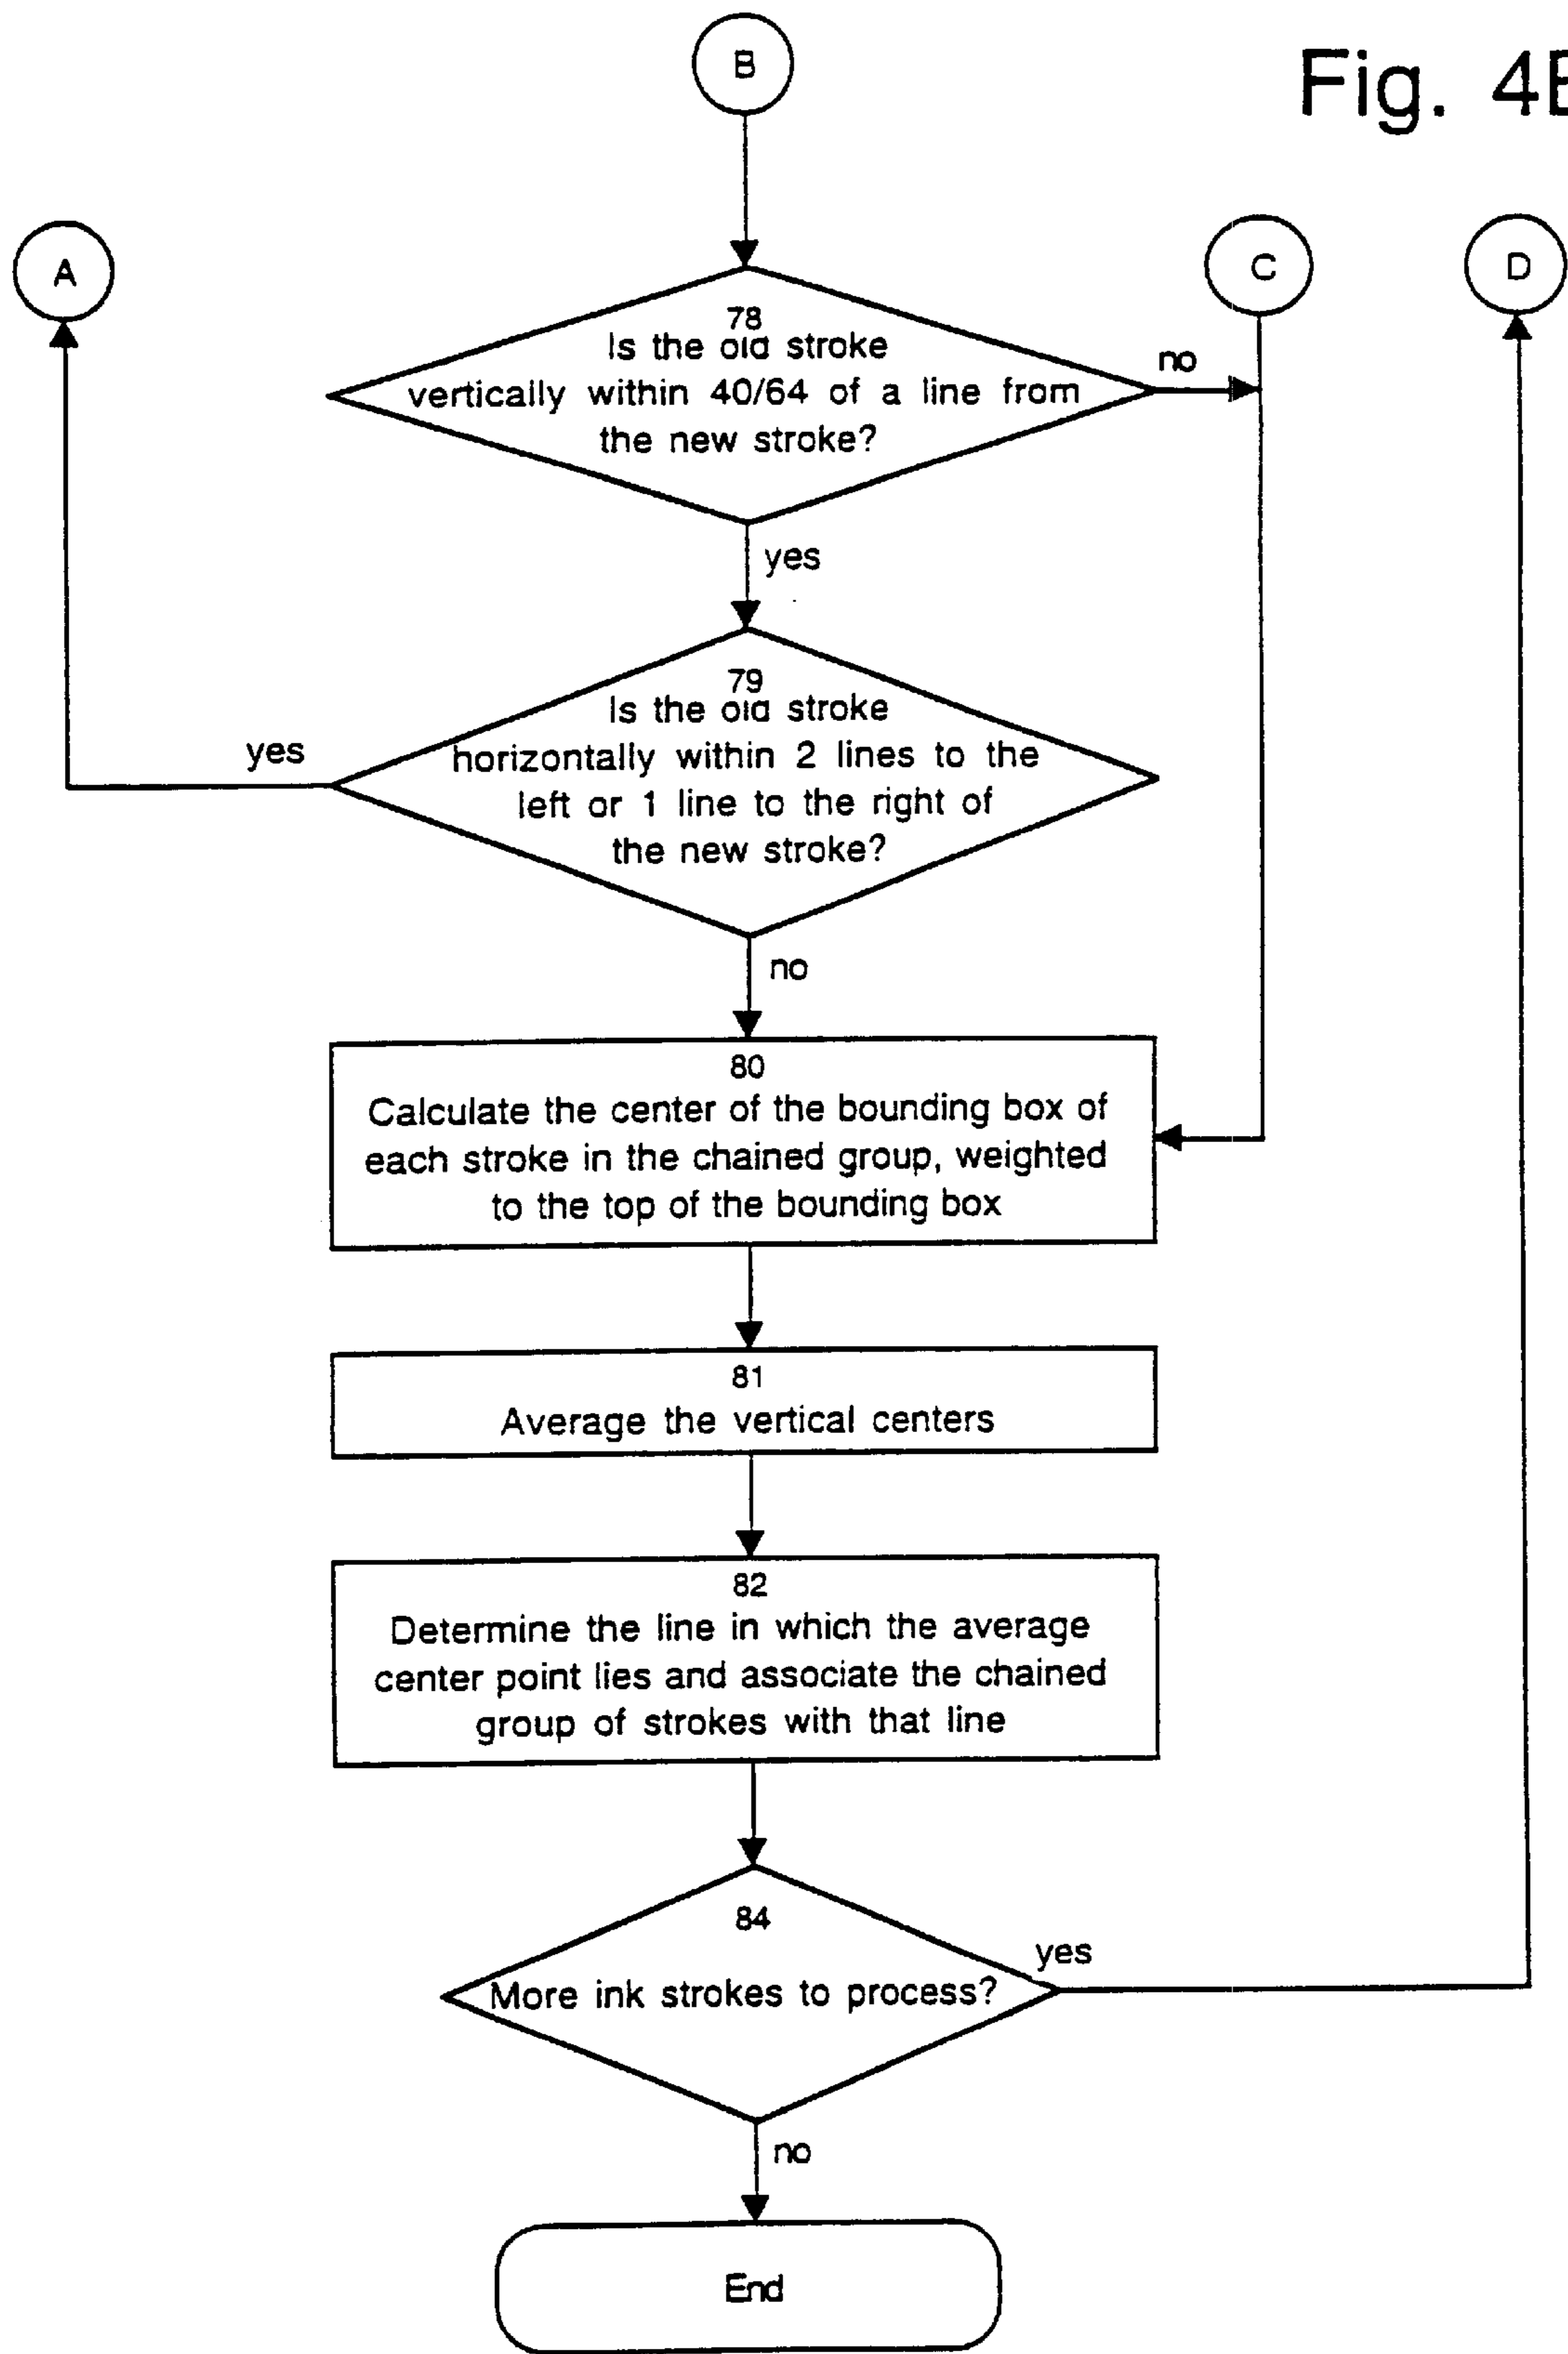 B
Fig. 4B
A
C
D
78
Is the old stroke
vertically within 40/64 of a line from
the new stroke?
no
yes
79
Is the old stroke
horizontally within 2 lines to the
left or 1 line to the right of
the new stroke?
yes
no
80
Calculate the center of the bounding box of
each stroke in the chained group, weighted
to the top of the bounding box
81
Average the vertical centers
82
Determine the line in which the average
center point lies and associate the chained
group of strokes with that line
84
More ink strokes to process?
yes
no
End